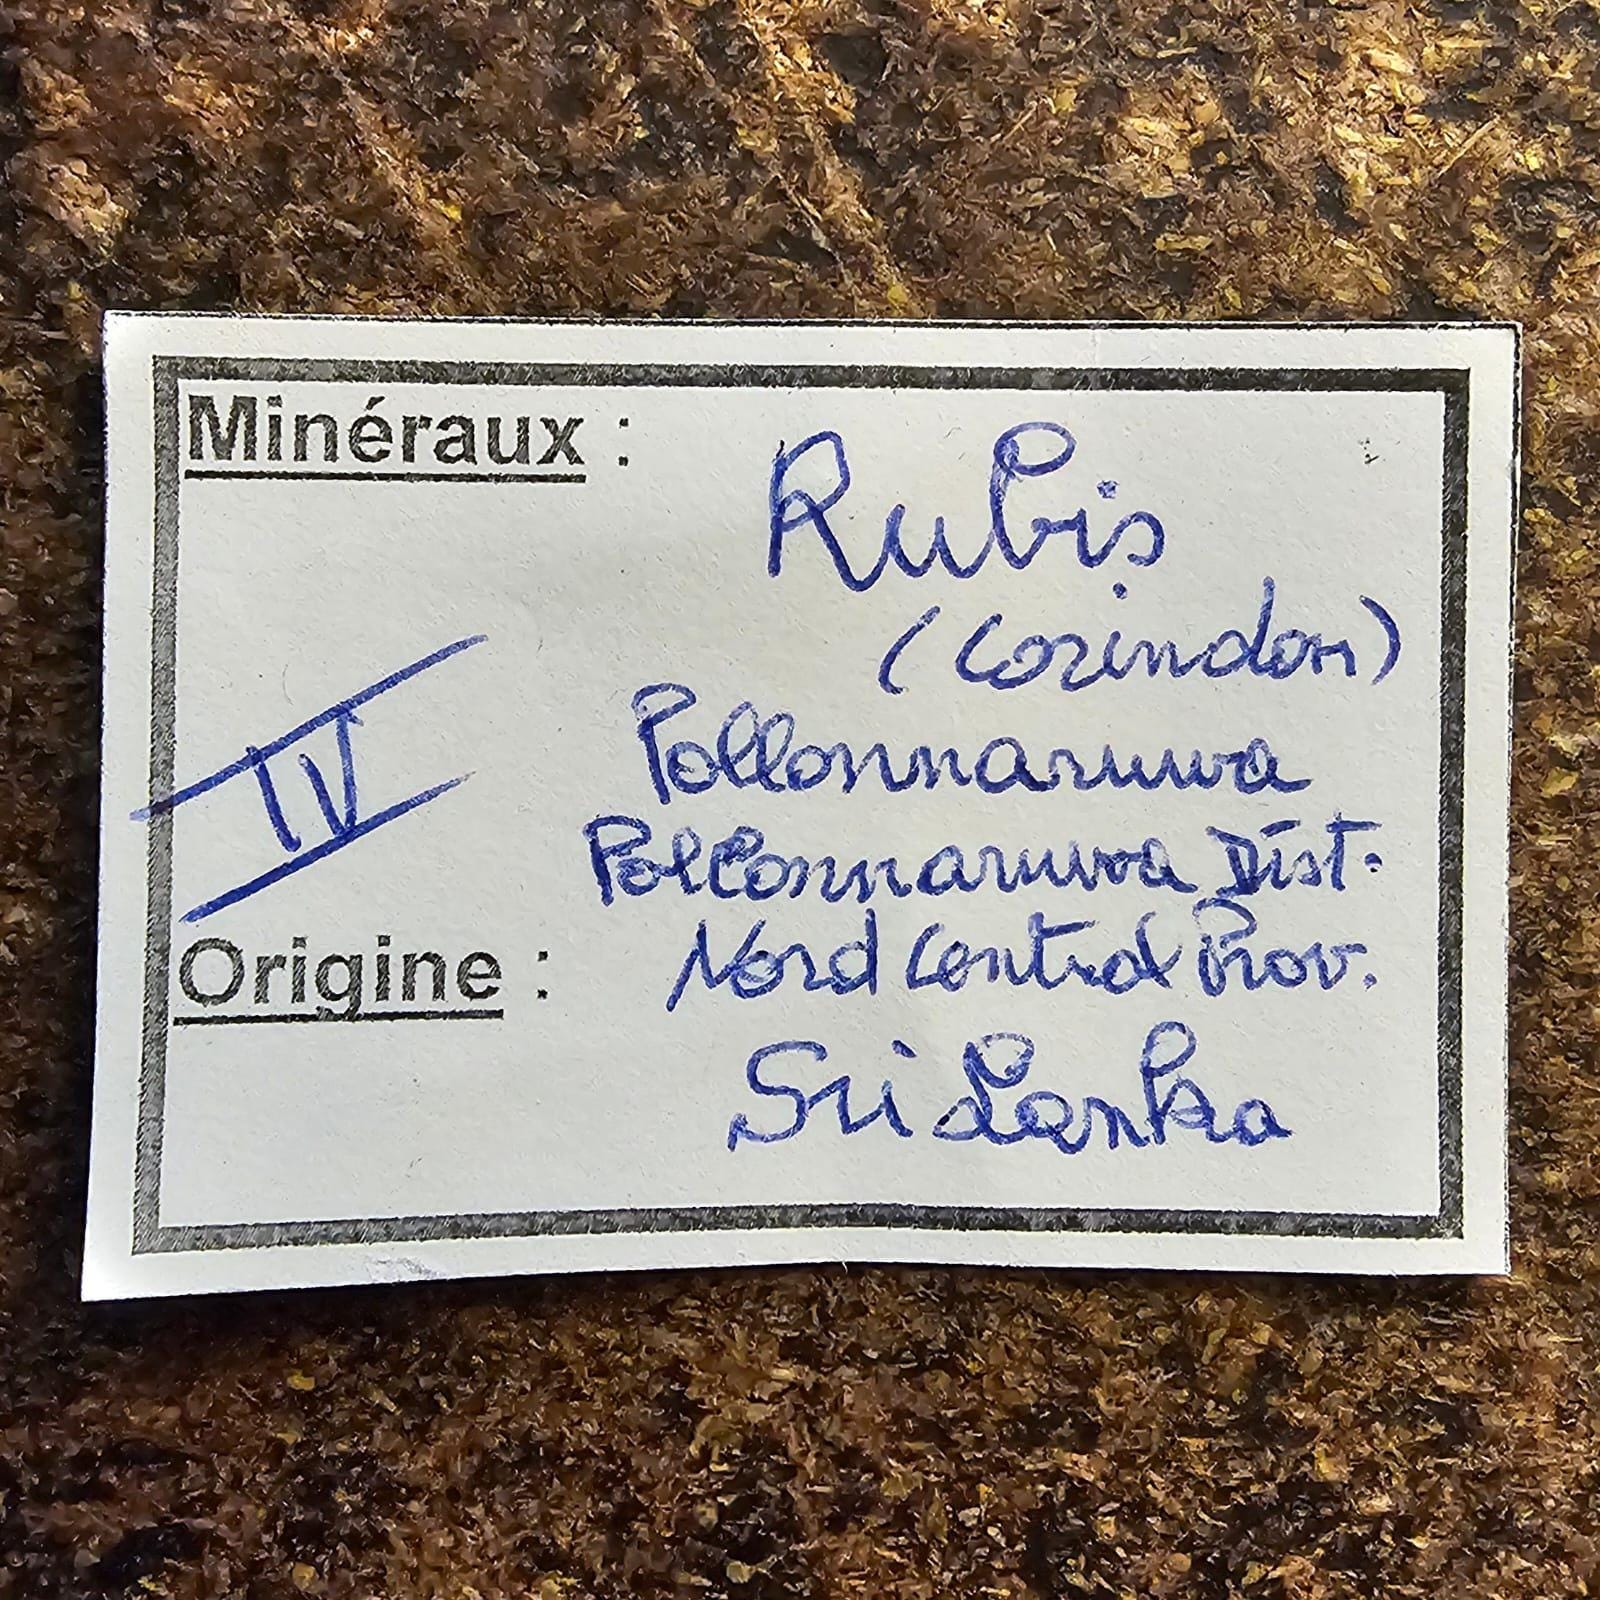 Minéraux :
Rubis
(Corindon)
Pollonnaruwa
IV
Pollonnaruwa Dist.
Origine :
Nord Central Prov.
Sri Lanka